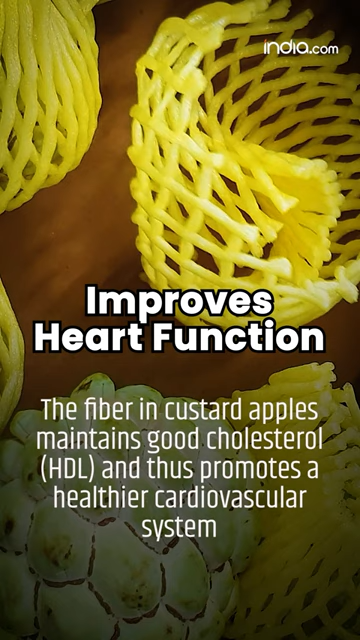 india.com
Improves
Heart Function
The fiber in custard apples
maintains good cholesterol
(HDL) and thus promotes a
healthier cardiovascular
system